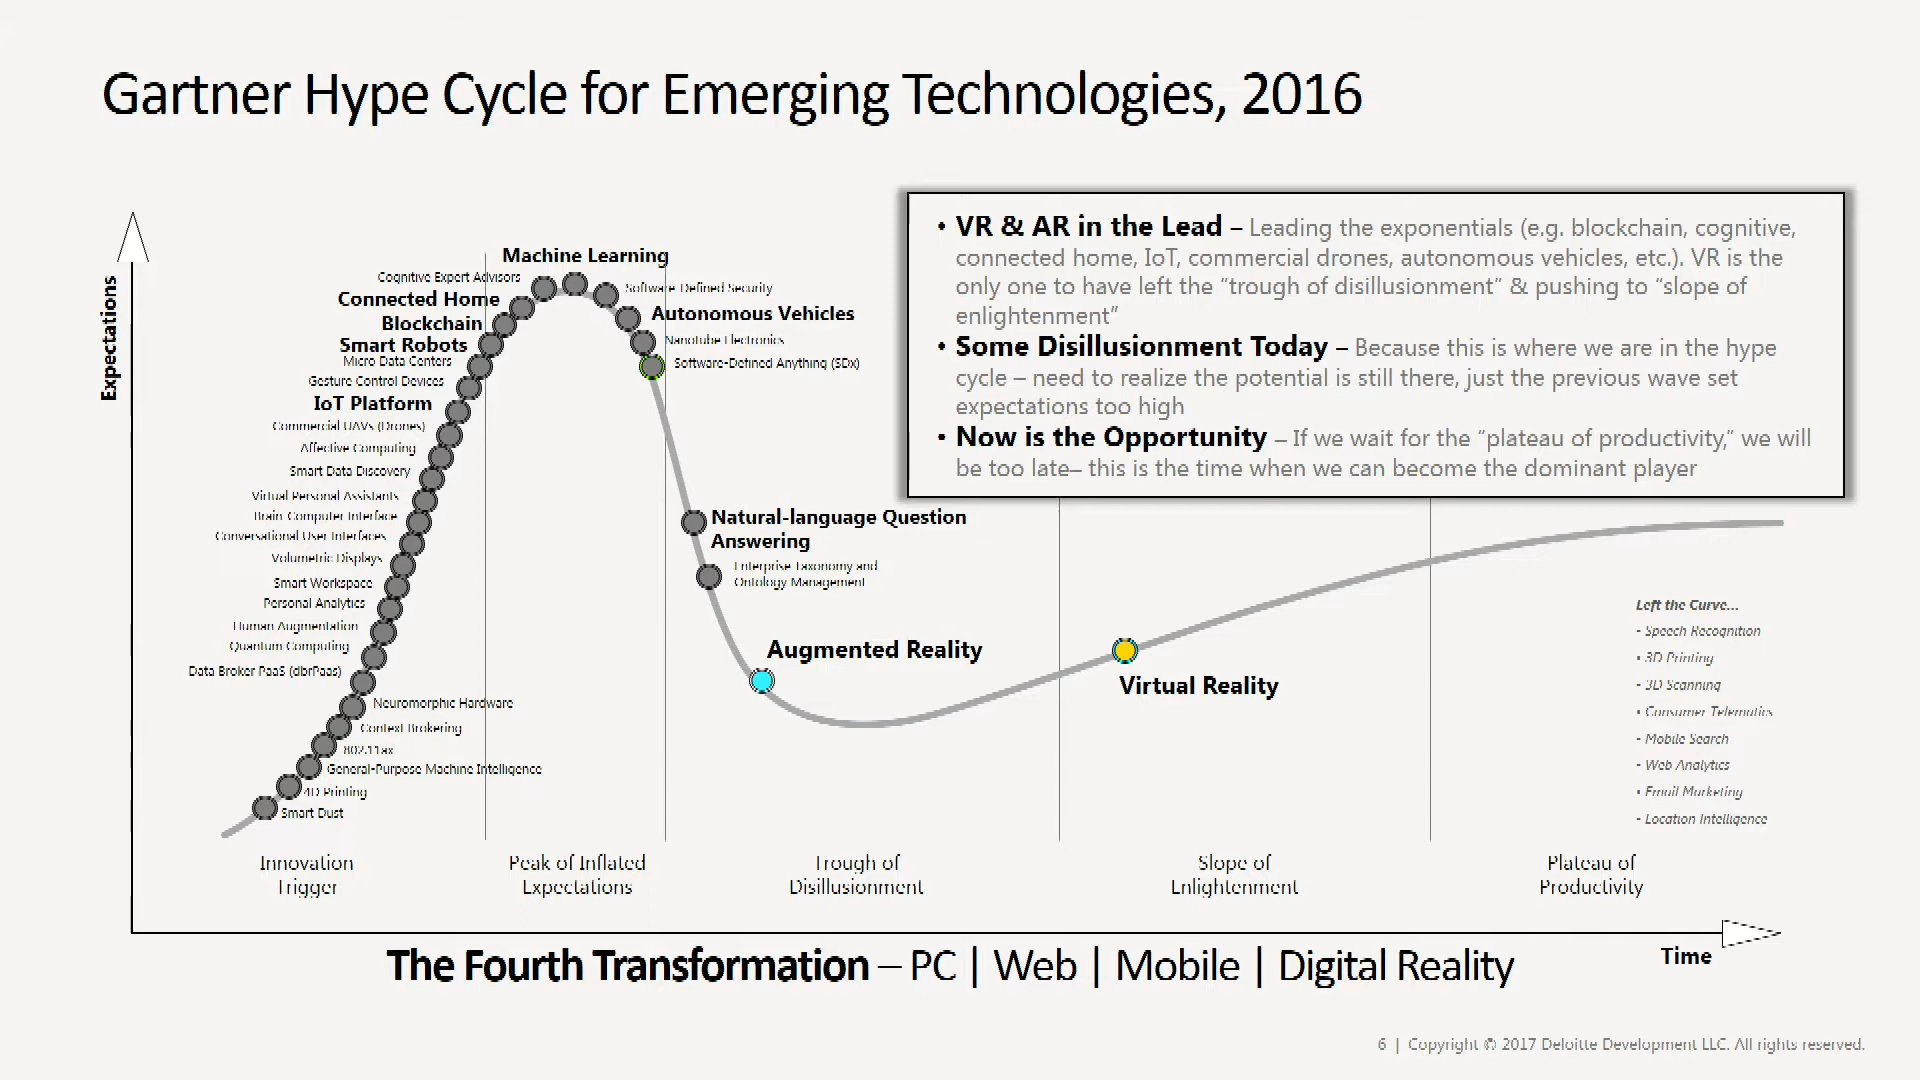 Gartner Hype Cycle for Emerging Technologies, 2016
• VR & AR in the Lead – Leading the exponentials (e.g. blockchain, cognitive,
connected home, IoT, commercial drones, autonomous vehicles, etc.). VR is the
only one to have left the “trough of disillusionment” & pushing to “slope of
enlightenment”
• Some Disillusionment Today – Because this is where we are in the hype
cycle – need to realize the potential is still there, just the previous wave set
expectations too high
• Now is the Opportunity – If we wait for the “plateau of productivity,” we will
be too late– this is the time when we can become the dominant player
Expectations
Machine Learning
Cognitive Expert Advisors
Software-Defined Security
Connected Home
Autonomous Vehicles
Blockchain
Nanotube Electronics
Smart Robots
Micro Data Centers
Software-Defined Anything (SDx)
Gesture Control Devices
IoT Platform
Commercial UAVs (Drones)
Affective Computing
Smart Data Discovery
Virtual Personal Assistants
Brain-Computer Interface
Conversational User Interfaces
Volumetric Displays
Smart Workspace
Personal Analytics
Human Augmentation
Quantum Computing
Data Broker PaaS (dbrPaaS)
Neuromorphic Hardware
Context Brokering
802.11ax
General-Purpose Machine Intelligence
4D Printing
Smart Dust
Natural-language Question
Answering
Enterprise Taxonomy and
Ontology Management
Augmented Reality
Virtual Reality
Left the Curve...
- Speech Recognition
- 3D Printing
- 3D Scanning
- Consumer Telematics
- Mobile Search
- Web Analytics
- Email Marketing
- Location Intelligence
Innovation
Trigger
Peak of Inflated
Expectations
Trough of
Disillusionment
Slope of
Enlightenment
Plateau of
Productivity
Time
The Fourth Transformation – PC | Web | Mobile | Digital Reality
6 | Copyright © 2017 Deloitte Development LLC. All rights reserved.